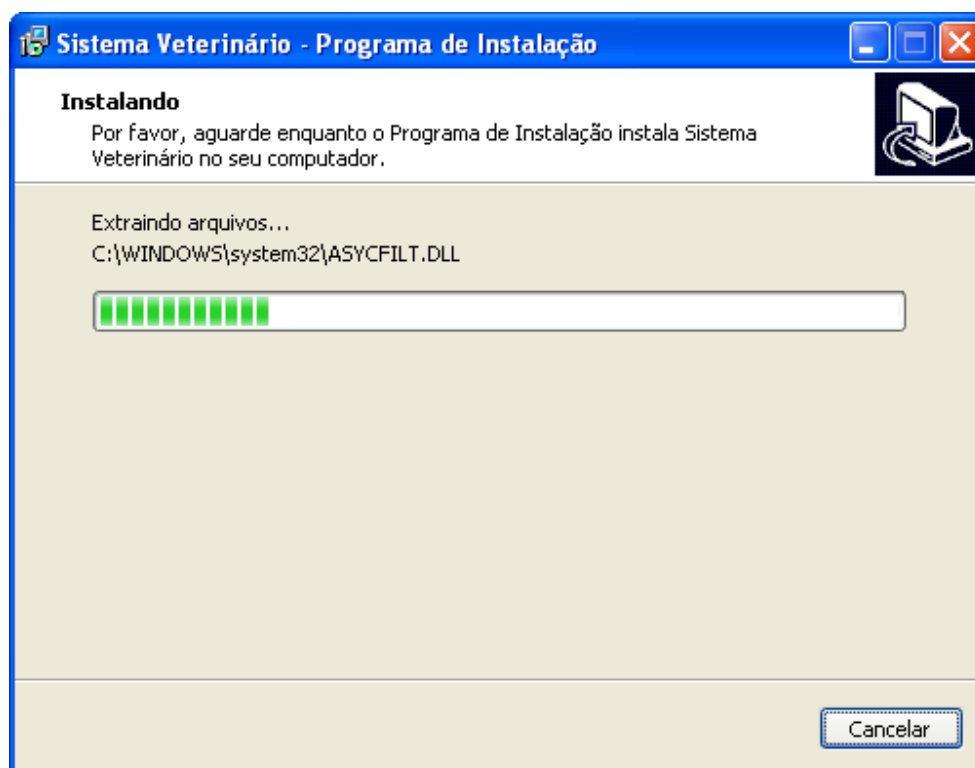 Sistema Veterinário - Programa de Instalação
Instalando
Por favor, aguarde enquanto o Programa de Instalação instala Sistema
Veterinário no seu computador.
Extraindo arquivos...
C:\WINDOWS\system32\ASYCFILT.DLL
Cancelar